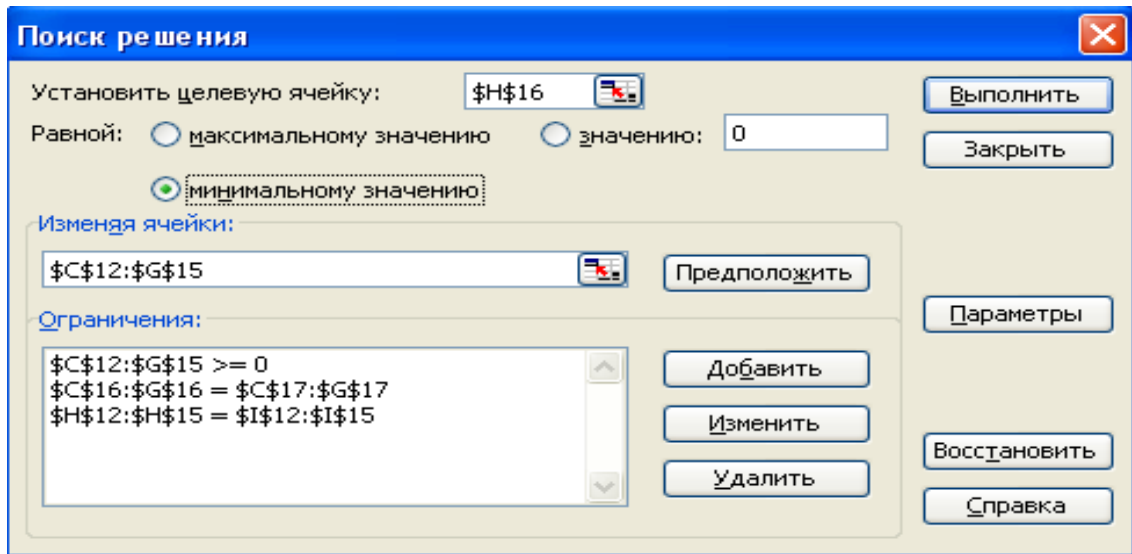 Поиск решения
Установить целевую ячейку: $H$16
Выполнить
Равной: максимальному значению значению: 0
Закрыть
минимальному значению
Изменяя ячейки:
$C$12:$G$15
Предположить
Ограничения:
Параметры
$C$12:$G$15 >= 0
$C$16:$G$16 = $C$17:$G$17
$H$12:$H$15 = $I$12:$I$15
Добавить
Изменить
Удалить
Восстановить
Справка